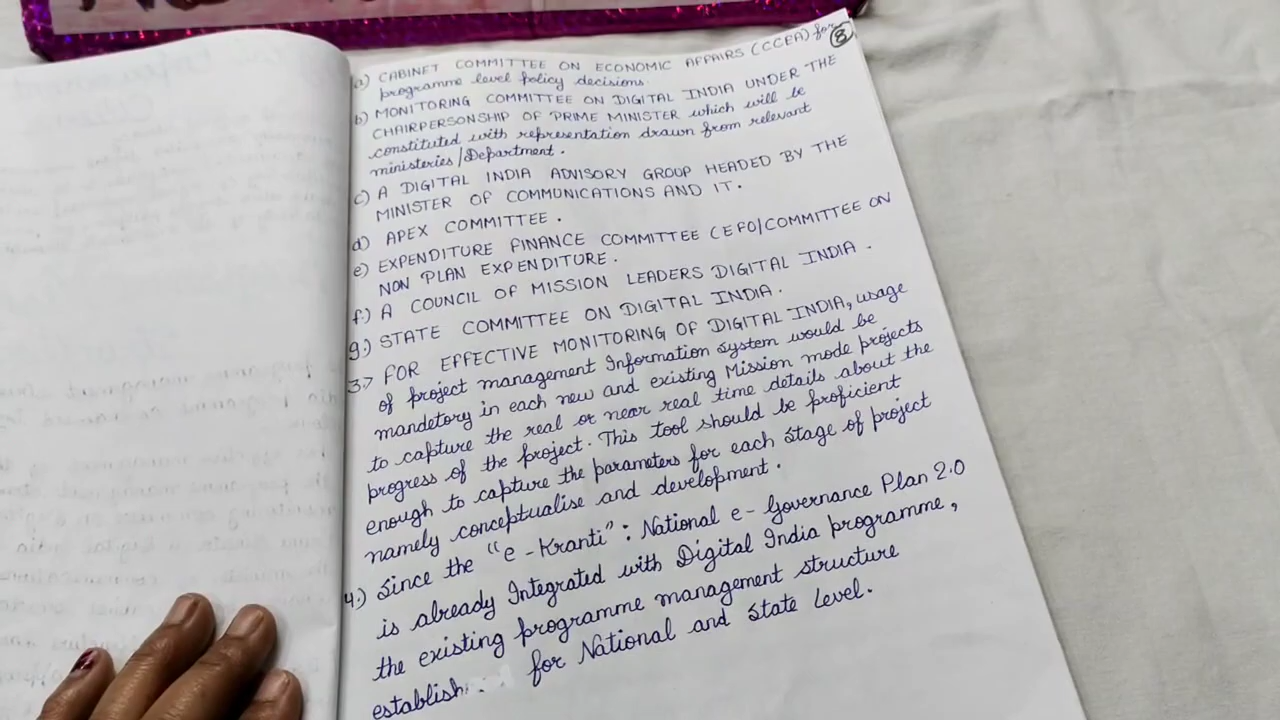 8
a) CABINET COMMITTEE ON ECONOMIC AFFAIRS (CCEA) for
programme level policy decisions.
b) MONITORING COMMITTEE ON DIGITAL INDIA UNDER THE
CHAIRPERSONSHIP OF PRIME MINISTER which will be
constituted with representation drawn from relevant
ministeries/Department.
c) A DIGITAL INDIA ADVISORY GROUP HEADED BY THE
MINISTER OF COMMUNICATIONS AND IT.
d) APEX COMMITTEE.
e) EXPENDITURE FINANCE COMMITTEE (EFO/COMMITTEE ON
NON PLAN EXPENDITURE.
f) A COUNCIL OF MISSION LEADERS DIGITAL INDIA.
g.) STATE COMMITTEE ON DIGITAL INDIA.
3.) FOR EFFECTIVE MONITORING OF DIGITAL INDIA, usage
of project management Information system would be
mandetory in each new and existing Mission mode projects
to capture the real or near real time details about the
progress of the project. This tool should be proficient
enough to capture the parameters for each stage of project
namely conceptualise and development.
4.) Since the "e-Kranti": National e-Governance Plan 2.0
is already Integrated with Digital India programme,
the existing programme management structure
establish. for National and State Level.